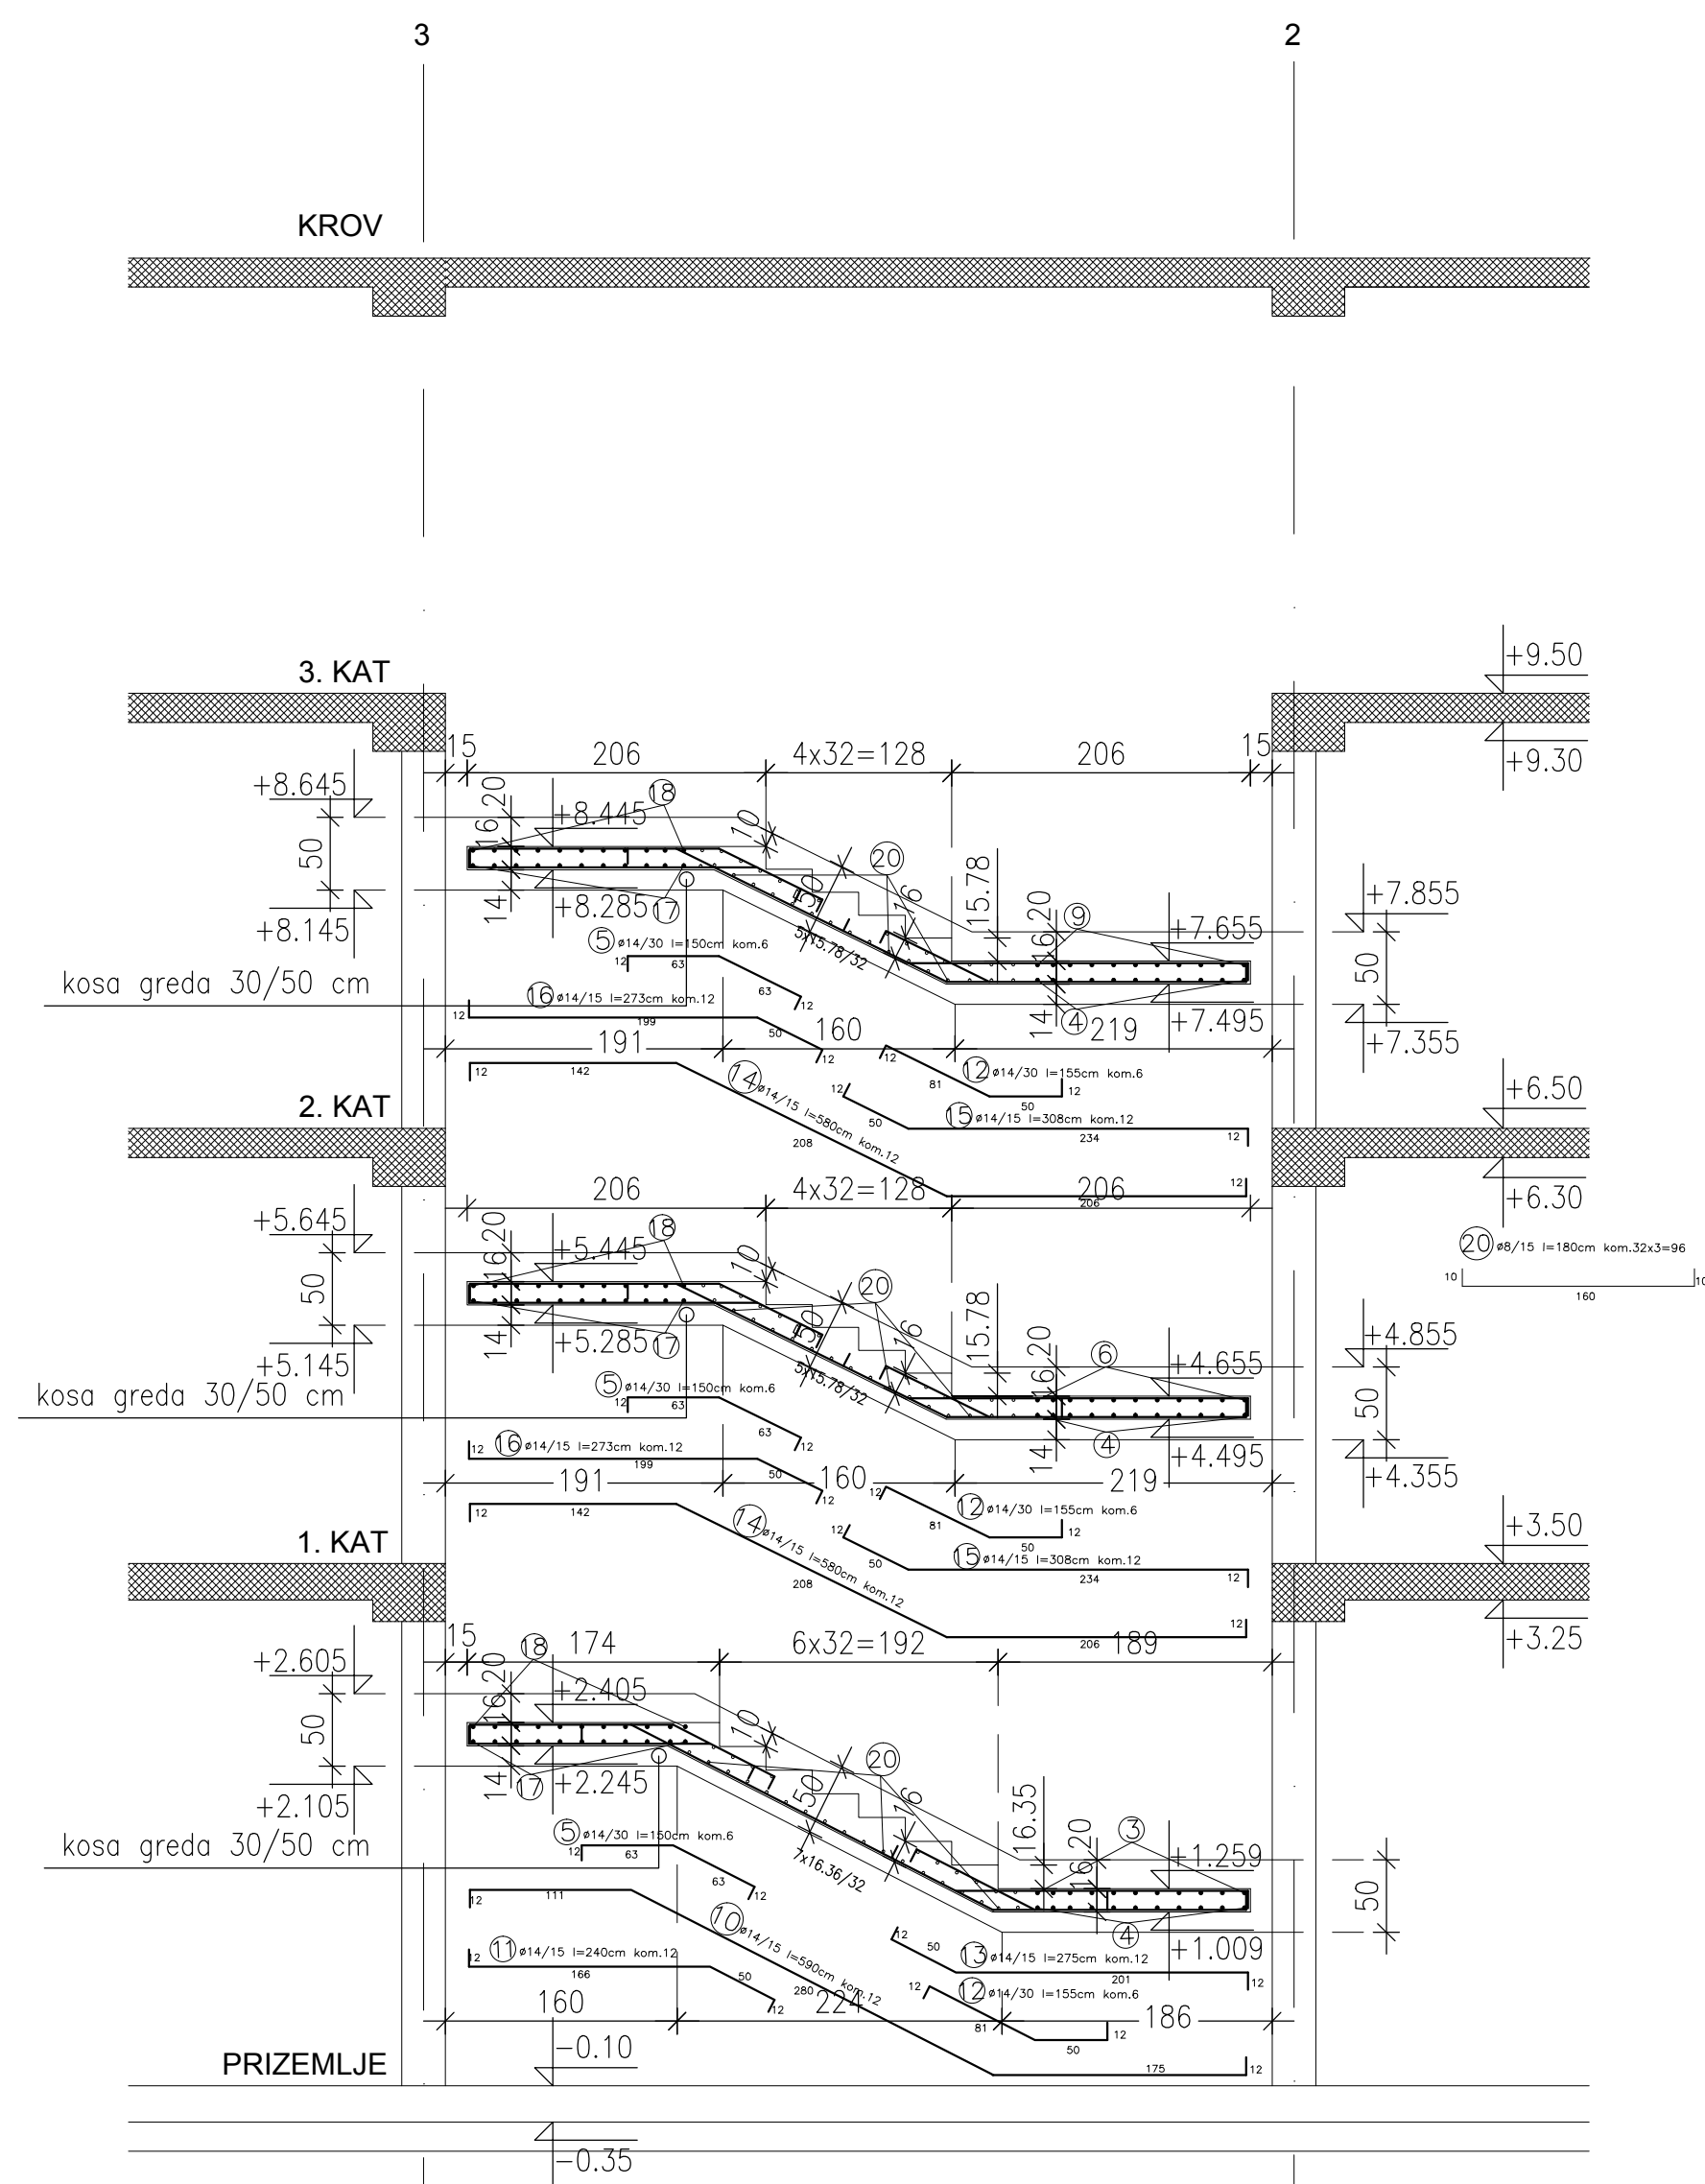 3 2
KROV
3. KAT
+9.50
+9.30
15 206 4x32=128 206 15
+8.645
50
+8.145
20
16
14
18
+8.445
+8.285
17
10
50
20
16
5x15.78/32
15.78
20
16
14
9
+7.655
4
+7.495
+7.855
50
+7.355
kosa greda 30/50 cm
5 ø14/30 l=150cm kom.6
12 63 63 12
16 ø14/15 l=273cm kom.12
12 199 50 12
191 160 219
12 142 208 206 12
14 ø14/15 l=580cm kom.12
12 ø14/30 l=155cm kom.6
12 81 50 12
15 ø14/15 l=308cm kom.12
12 50 234 12
2. KAT
+6.50
+6.30
206 4x32=128 206
20 ø8/15 l=180cm kom.32x3=96
10 160 10
+5.645
50
+5.145
20
16
14
18
+5.445
+5.285
17
10
50
20
16
5x15.78/32
15.78
20
16
14
6
+4.655
4
+4.495
+4.855
50
+4.355
kosa greda 30/50 cm
5 ø14/30 l=150cm kom.6
12 63 63 12
16 ø14/15 l=273cm kom.12
12 199 50 12
191 160 219
12 142 208 206 12
14 ø14/15 l=580cm kom.12
12 ø14/30 l=155cm kom.6
12 81 50 12
15 ø14/15 l=308cm kom.12
12 50 234 12
1. KAT
+3.50
+3.25
15 174 6x32=192 189
+2.605
50
+2.105
20
16
14
18
+2.405
+2.245
17
10
50
20
16
7x16.36/32
16.35
20
16
3
+1.259
4
+1.009
50
kosa greda 30/50 cm
5 ø14/30 l=150cm kom.6
12 63 63 12
12 111 280 175 12
10 ø14/15 l=590cm kom.12
11 ø14/15 l=240cm kom.12
12 166 50 12
13 ø14/15 l=275cm kom.12
12 50 201 12
12 ø14/30 l=155cm kom.6
12 81 50 12
160 224 186
PRIZEMLJE
-0.10
-0.35